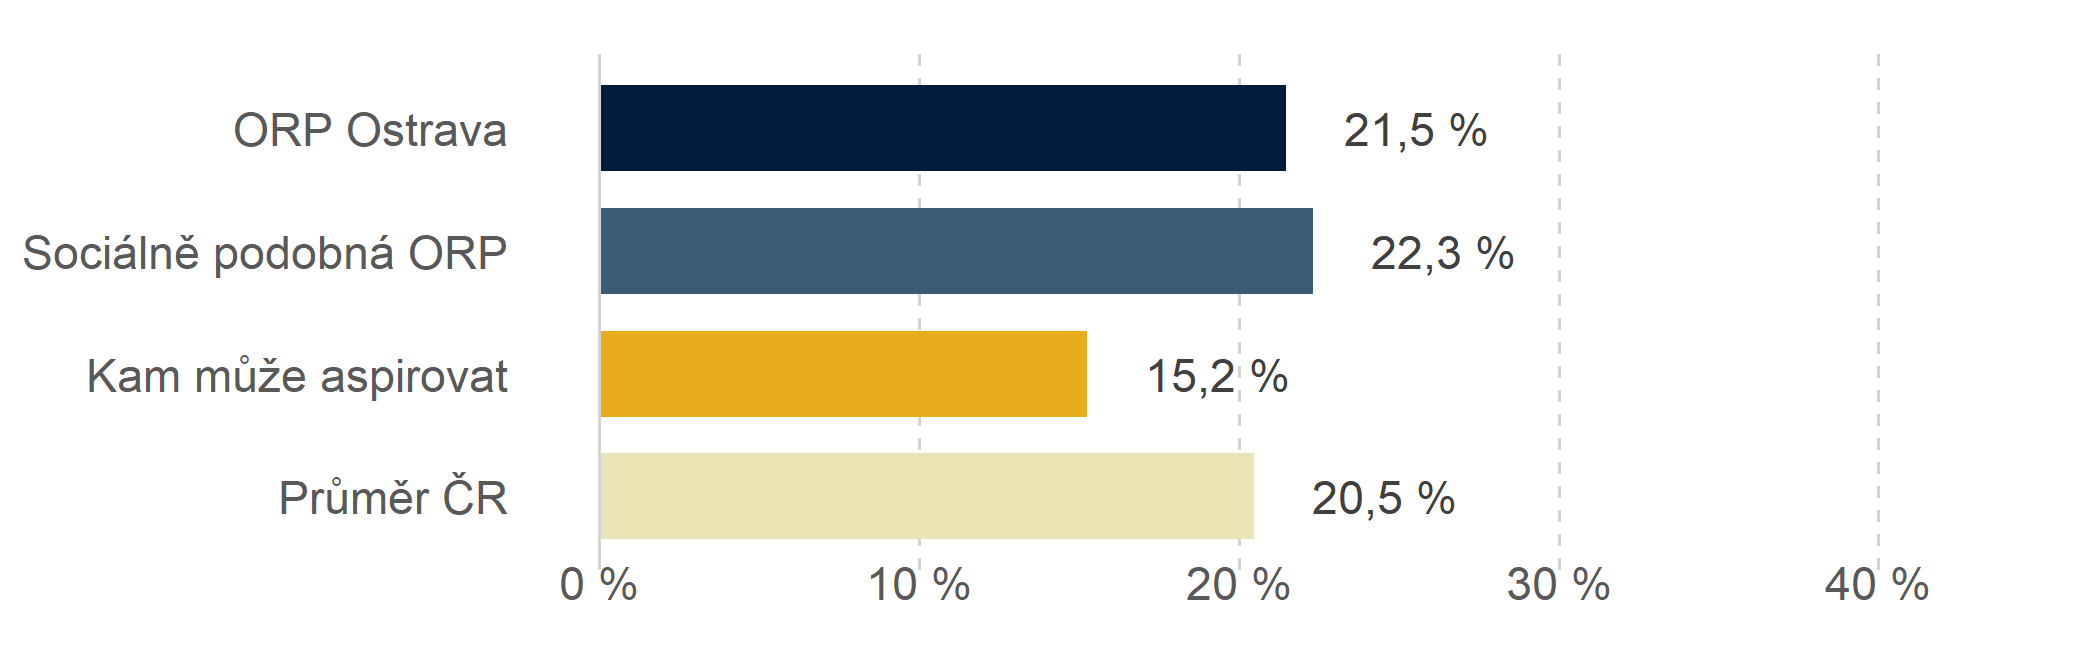 ORP Ostrava 21,5 %
Sociálně podobná ORP 22,3 %
Kam může aspirovat 15,2 %
Průměr ČR 20,5 %
0 % 10 % 20 % 30 % 40 %